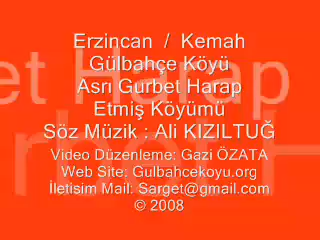 Erzincan / Kemah
Gülbahçe Köyü
Asrı Gurbet Harap
Etmiş Köyümü
Söz Müzik : Ali KIZILTUĞ
Video Düzenleme: Gazi ÖZATA
Web Site: Gulbahcekoyu.org
İletisim Mail: Sarget@gmail.com
© 2008